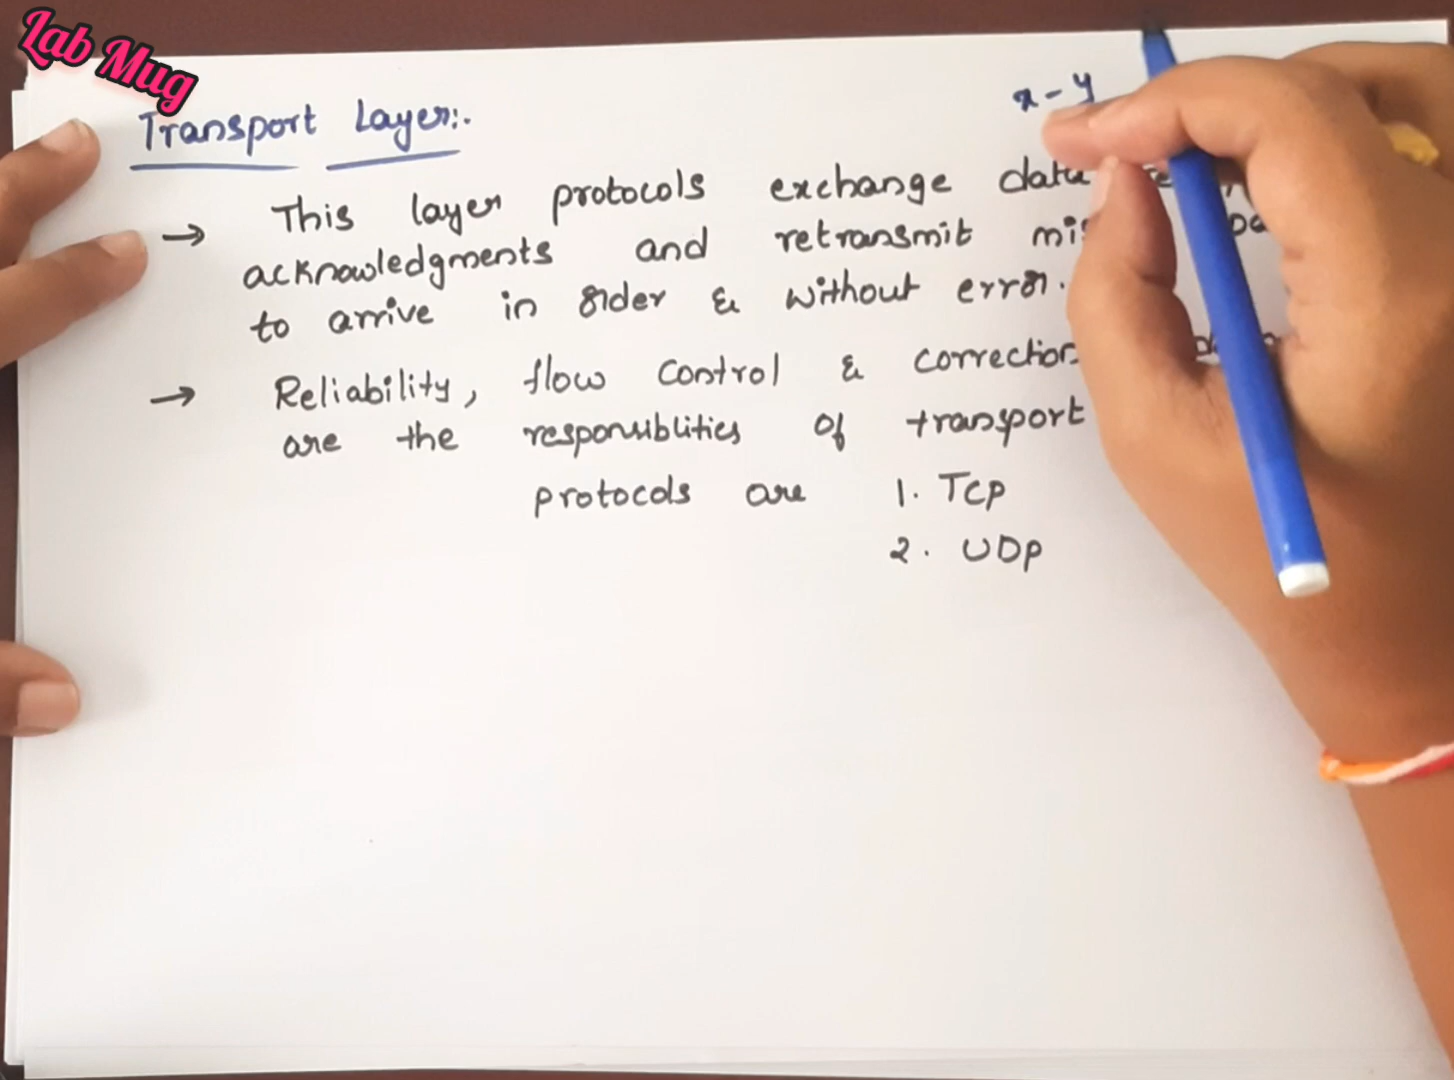 Lab Mug
Transport Layer:.
x - y
→ This layer protocols exchange data
acknowledgments and retransmit
to arrive in order & without error.
→ Reliability, flow control & correction
are the responsiblities of transport
protocols are 1. TCP
2. UDP